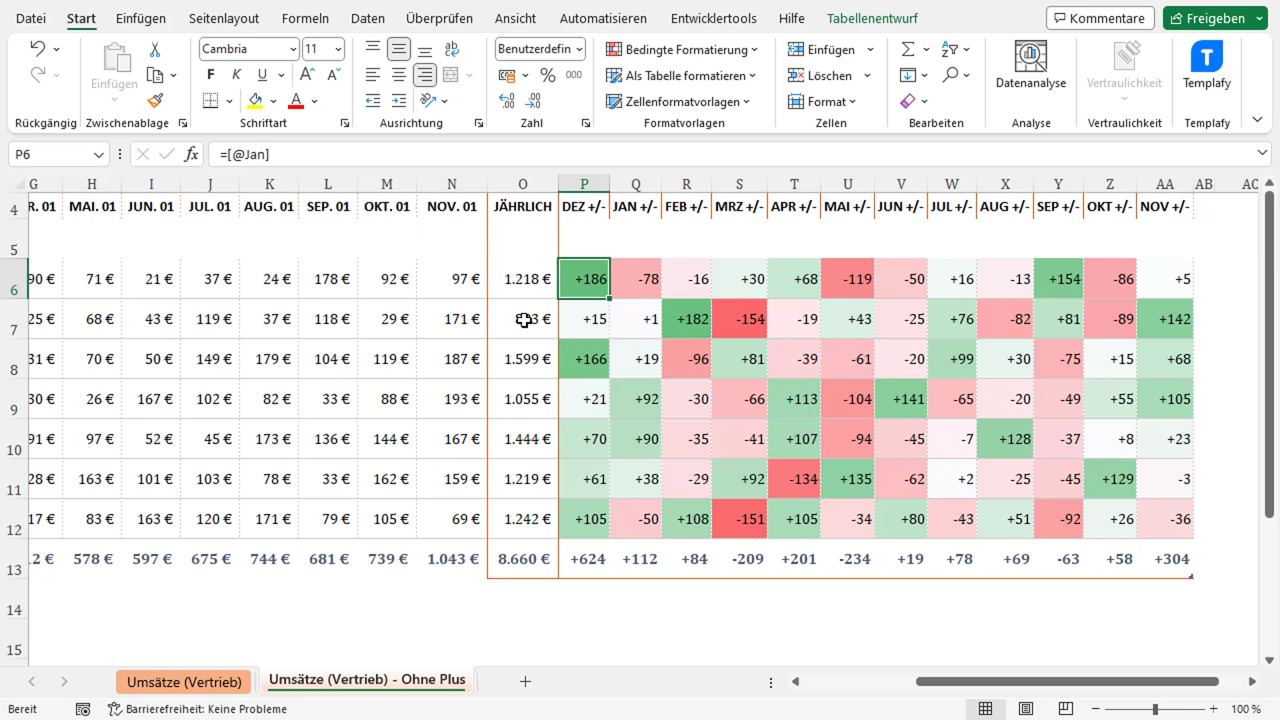 Datei Start Einfügen Seitenlayout Formeln Daten Überprüfen Ansicht Automatisieren Entwicklertools Hilfe Tabellenentwurf Kommentare Freigeben
Cambria 11 Benutzerdefin Bedingte Formatierung Einfügen
Einfügen F K U % 000 Als Tabelle formatieren Löschen Datenanalyse Vertraulichkeit Templafy
Zellenformatvorlagen Format
Rückgängig Zwischenablage Schriftart Ausrichtung Zahl Formatvorlagen Zellen Bearbeiten Analyse Vertraulichkeit Templafy
P6 fx =[@Jan]
G H I J K L M N O P Q R S T U V W X Y Z AA AB AC
4 R. 01 MAI. 01 JUN. 01 JUL. 01 AUG. 01 SEP. 01 OKT. 01 NOV. 01 JÄHRLICH DEZ +/- JAN +/- FEB +/- MRZ +/- APR +/- MAI +/- JUN +/- JUL +/- AUG +/- SEP +/- OKT +/- NOV +/-
5
6 90 € 71 € 21 € 37 € 24 € 178 € 92 € 97 € 1.218 € +186 -78 -16 +30 +68 -119 -50 +16 -13 +154 -86 +5
7 25 € 68 € 43 € 119 € 37 € 118 € 29 € 171 € 3 € +15 +1 +182 -154 -19 +43 -25 +76 -82 +81 -89 +142
8 31 € 70 € 50 € 149 € 179 € 104 € 119 € 187 € 1.599 € +166 +19 -96 +81 -39 -61 -20 +99 +30 -75 +15 +68
9 30 € 26 € 167 € 102 € 82 € 33 € 88 € 193 € 1.055 € +21 +92 -30 -66 +113 -104 +141 -65 -20 -49 +55 +105
10 91 € 97 € 52 € 45 € 173 € 136 € 144 € 167 € 1.444 € +70 +90 -35 -41 +107 -94 -45 -7 +128 -37 +8 +23
11 28 € 163 € 101 € 103 € 78 € 33 € 162 € 159 € 1.219 € +61 +38 -29 +92 -134 +135 -62 +2 -25 -45 +129 -3
12 17 € 83 € 163 € 120 € 171 € 79 € 105 € 69 € 1.242 € +105 -50 +108 -151 +105 -34 +80 -43 +51 -92 +26 -36
13 2 € 578 € 597 € 675 € 744 € 681 € 739 € 1.043 € 8.660 € +624 +112 +84 -209 +201 -234 +19 +78 +69 -63 +58 +304
14
15
Umsätze (Vertrieb) Umsätze (Vertrieb) - Ohne Plus
Bereit Barrierefreiheit: Keine Probleme 100 %